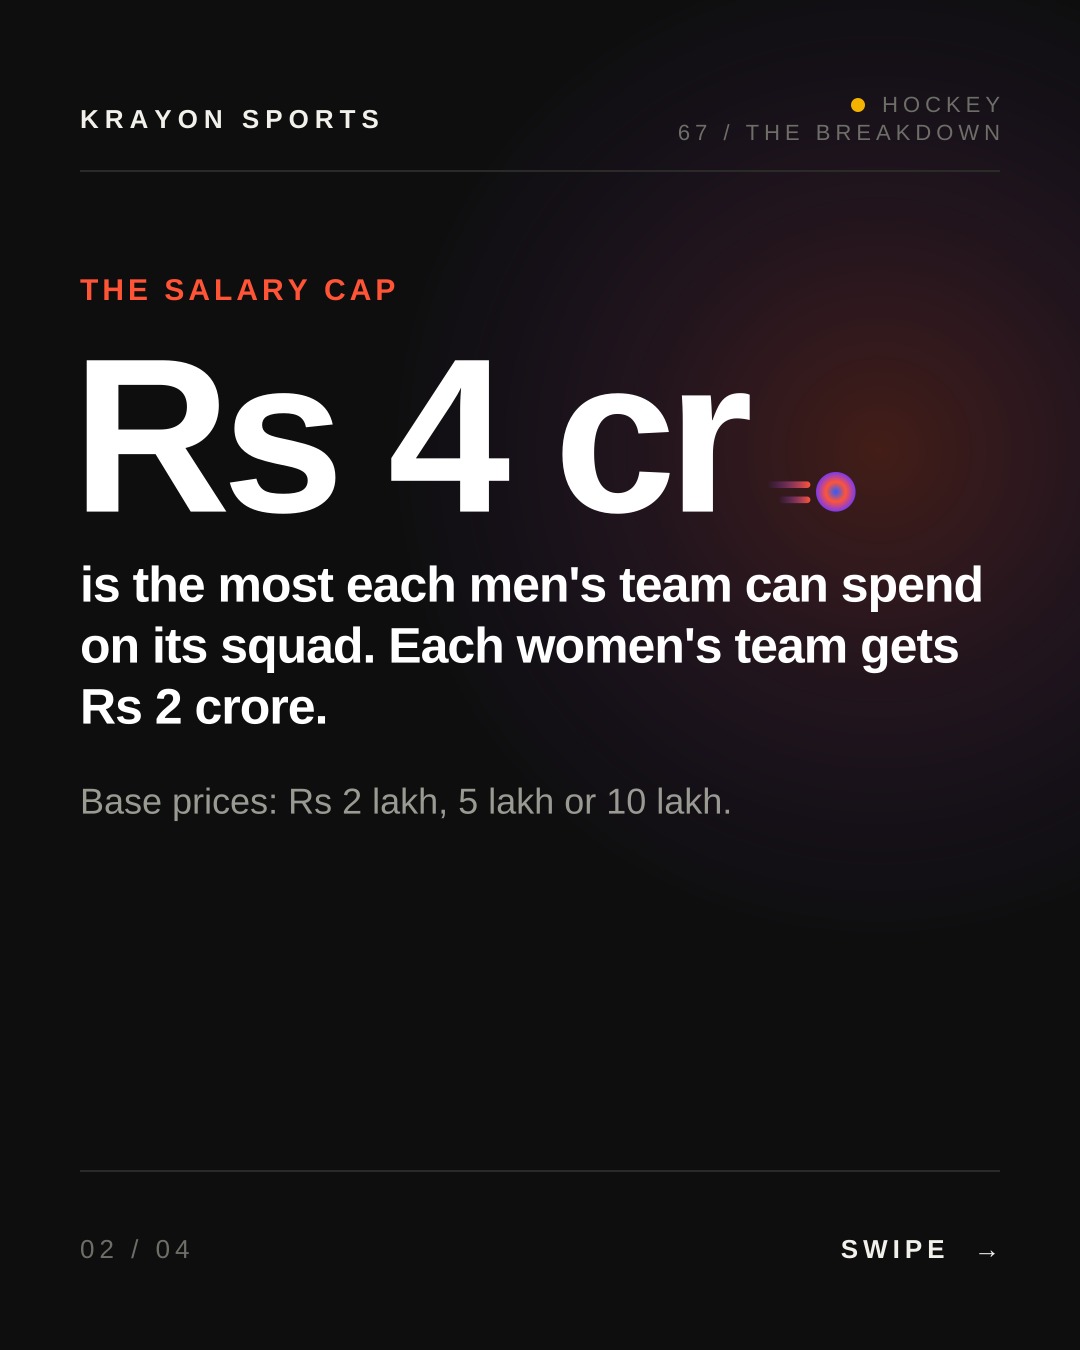 KRAYON SPORTS
HOCKEY
67 / THE BREAKDOWN
THE SALARY CAP
Rs 4 cr
is the most each men's team can spend
on its squad. Each women's team gets
Rs 2 crore.
Base prices: Rs 2 lakh, 5 lakh or 10 lakh.
02 / 04
SWIPE →